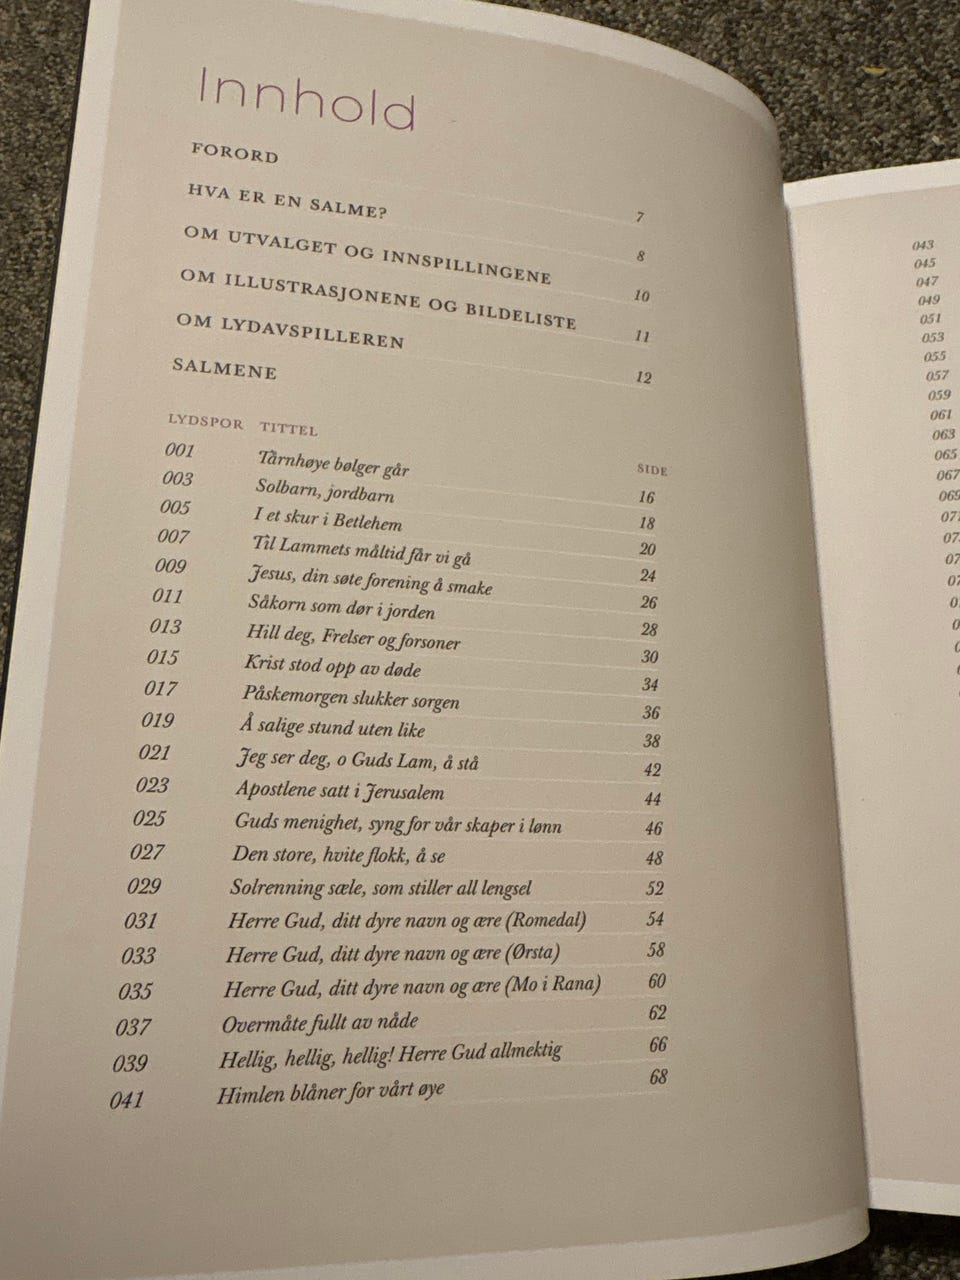 Innhold
FORORD 7
HVA ER EN SALME? 8
OM UTVALGET OG INNSPILLINGENE 10
OM ILLUSTRASJONENE OG BILDELISTE 11
OM LYDAVSPILLEREN 12
SALMENE
LYDSPOR TITTEL SIDE
001 Tårnhøye bølger går 16
003 Solbarn, jordbarn 18
005 I et skur i Betlehem 20
007 Til Lammets måltid får vi gå 24
009 Jesus, din søte forening å smake 26
011 Såkorn som dør i jorden 28
013 Hill deg, Frelser og forsoner 30
015 Krist stod opp av døde 34
017 Påskemorgen slukker sorgen 36
019 Å salige stund uten like 38
021 Jeg ser deg, o Guds Lam, å stå 42
023 Apostlene satt i Jerusalem 44
025 Guds menighet, syng for vår skaper i lønn 46
027 Den store, hvite flokk, å se 48
029 Solrenning sæle, som stiller all lengsel 52
031 Herre Gud, ditt dyre navn og ære (Romedal) 54
033 Herre Gud, ditt dyre navn og ære (Ørsta) 58
035 Herre Gud, ditt dyre navn og ære (Mo i Rana) 60
037 Overmåte fullt av nåde 62
039 Hellig, hellig, hellig! Herre Gud allmektig 66
041 Himlen blåner for vårt øye 68
043
045
047
049
051
053
055
057
059
061
063
065
067
069